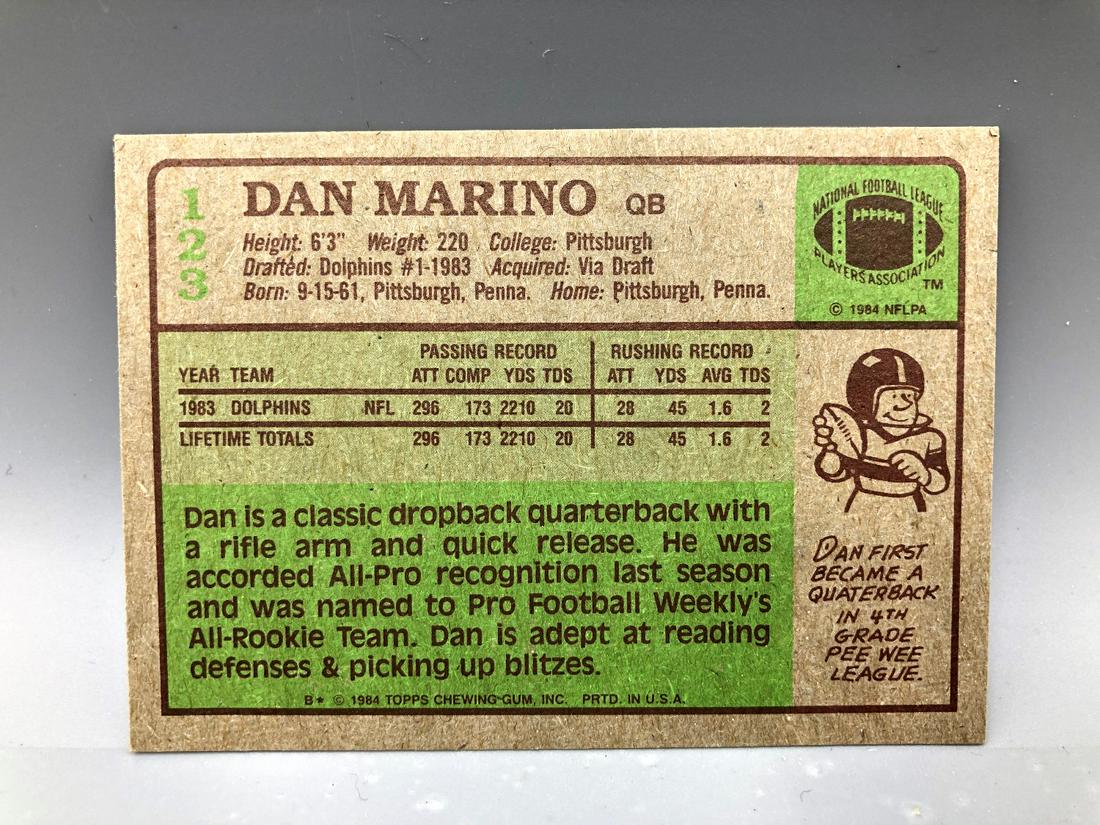 1
2
3
DAN MARINO QB
Height: 6'3" Weight: 220 College: Pittsburgh
Drafted: Dolphins #1-1983 Acquired: Via Draft
Born: 9-15-61, Pittsburgh, Penna. Home: Pittsburgh, Penna.
NATIONAL FOOTBALL LEAGUE
PLAYERS ASSOCIATION
TM
© 1984 NFLPA
PASSING RECORD RUSHING RECORD
YEAR TEAM ATT COMP YDS TDS ATT YDS AVG TDS
1983 DOLPHINS NFL 296 173 2210 20 28 45 1.6 2
LIFETIME TOTALS 296 173 2210 20 28 45 1.6 2
Dan is a classic dropback quarterback with
a rifle arm and quick release. He was
accorded All-Pro recognition last season
and was named to Pro Football Weekly's
All-Rookie Team. Dan is adept at reading
defenses & picking up blitzes.
B* © 1984 TOPPS CHEWING GUM, INC. PRTD. IN U.S.A.
DAN FIRST
BECAME A
QUATERBACK
IN 4TH
GRADE
PEE WEE
LEAGUE.